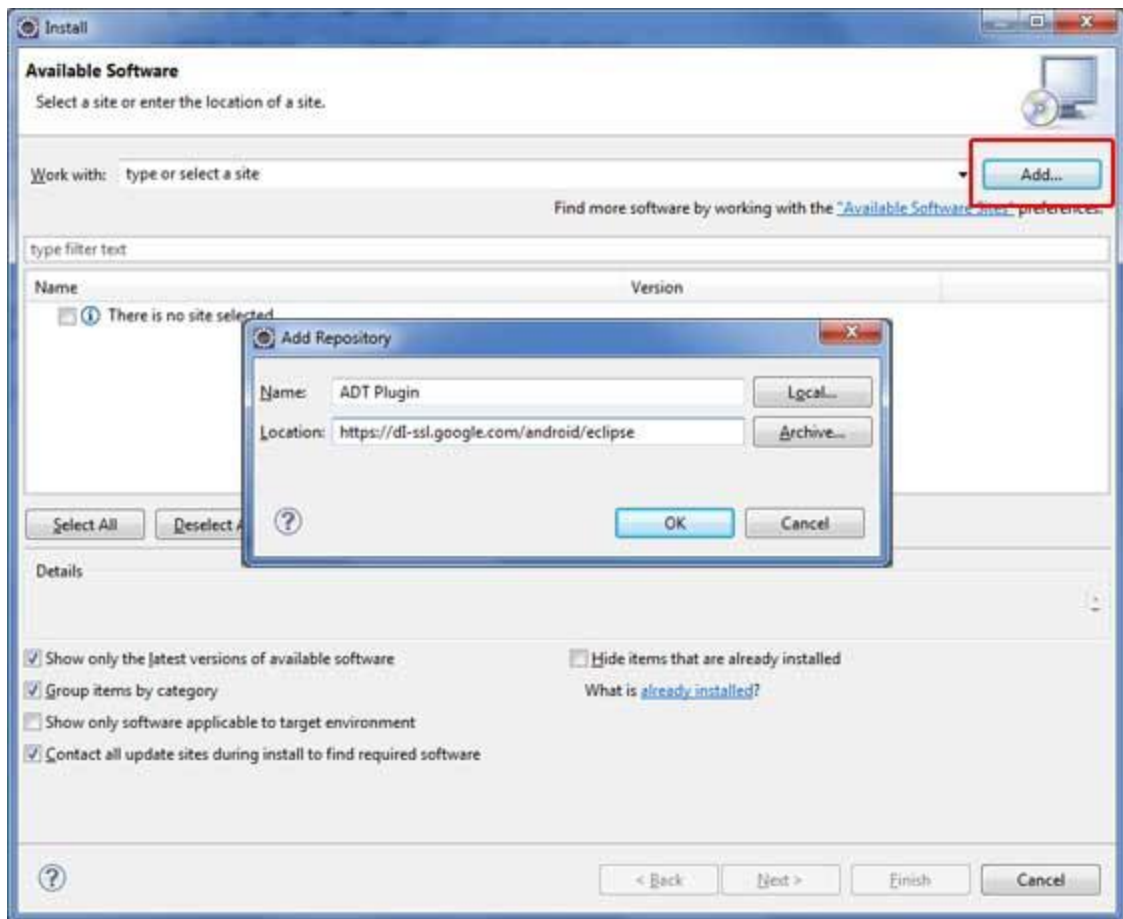 Install
Available Software
Select a site or enter the location of a site.
Work with: type or select a site
Add...
Find more software by working with the "Available Software Sites" preferences.
type filter text
Name Version
There is no site selected
Add Repository
Name: ADT Plugin Local...
Location: https://dl-ssl.google.com/android/eclipse Archive...
OK Cancel
Select All Deselect A
Details
Show only the latest versions of available software
Hide items that are already installed
Group items by category
What is already installed?
Show only software applicable to target environment
Contact all update sites during install to find required software
< Back Next > Finish Cancel